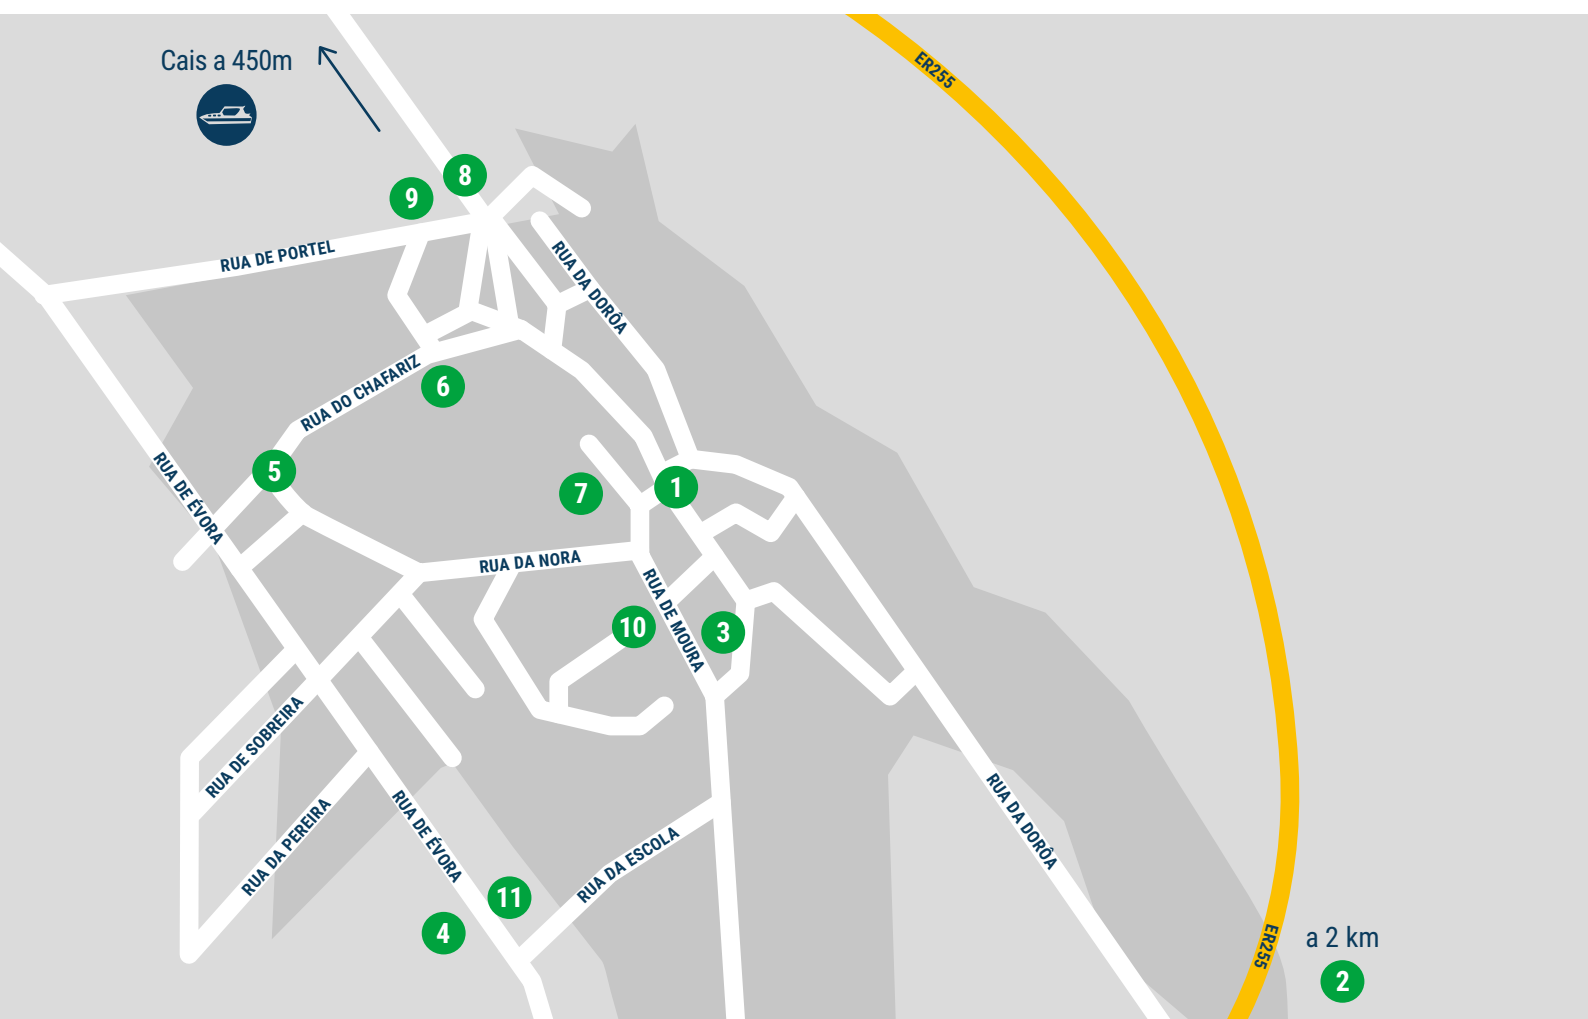 ER255
Cais a 450m
8
9
RUA DE PORTEL
RUA DA DORÔA
RUA DO CHAFARIZ
6
5
RUA DE ÉVORA
7
1
RUA DA NORA
RUA DE MOURA
10
3
RUA DE SOBREIRA
RUA DA PEREIRA
RUA DE ÉVORA
RUA DA ESCOLA
RUA DA DORÔA
11
4
ER255
a 2 km
2